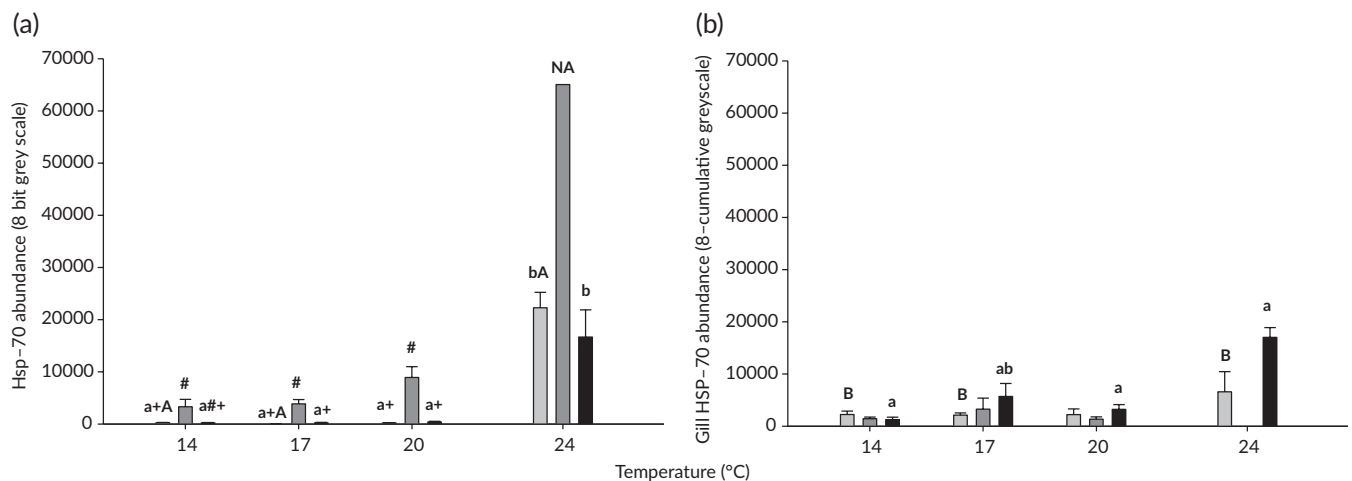 (a)
Hsp-70 abundance (8 bit grey scale)
70000
60000
50000
40000
30000
20000
10000
0
NA
bA
b
#
#
#
a+A
a#+
a+A
a+
a+
a+
14
17
20
24
(b)
Gill HSP-70 abundance (8-cumulative greyscale)
70000
60000
50000
40000
30000
20000
10000
0
B
a
B
ab
a
B
a
14
17
20
24
Temperature (°C)